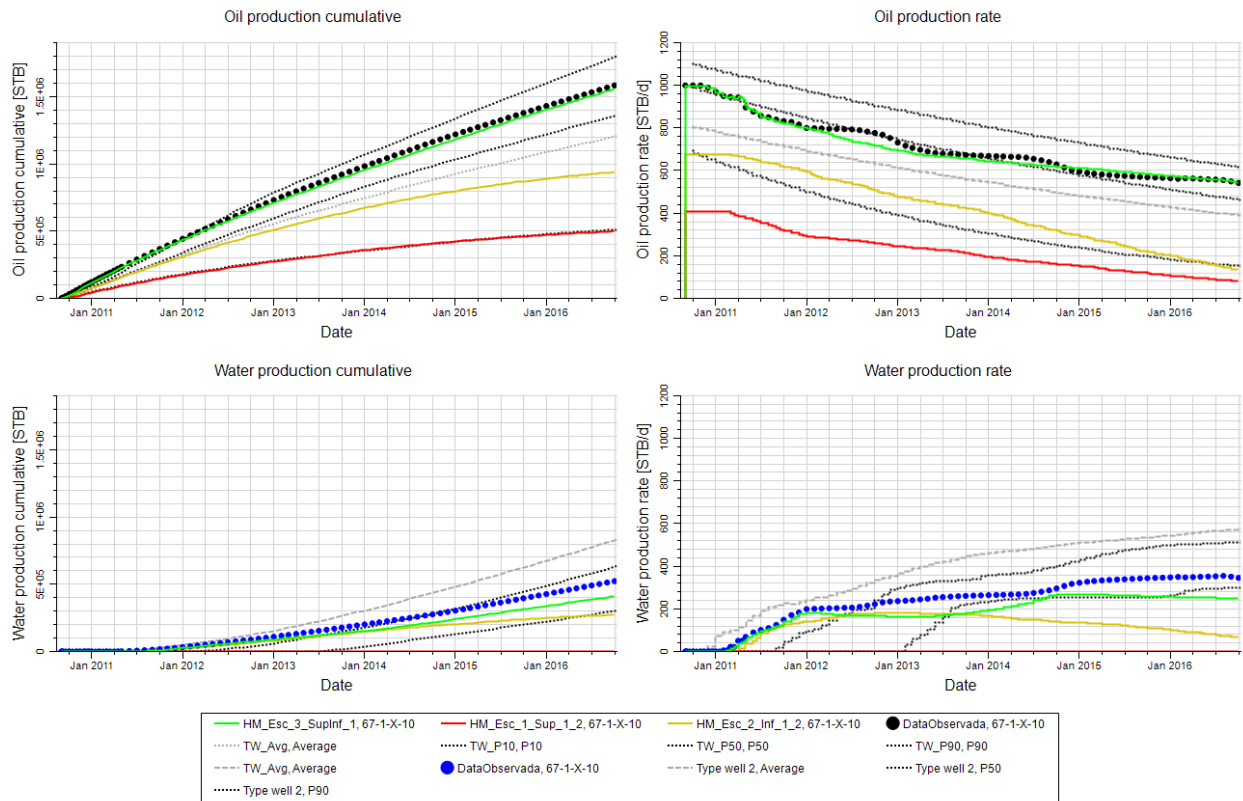 Oil production cumulative
Oil production cumulative [STB]
1.5E+06
1E+06
5E+05
0
Jan 2011 Jan 2012 Jan 2013 Jan 2014 Jan 2015 Jan 2016
Date
Oil production rate
Oil production rate [STB/d]
1200
1000
800
600
400
200
0
Jan 2011 Jan 2012 Jan 2013 Jan 2014 Jan 2015 Jan 2016
Date
Water production cumulative
Water production cumulative [STB]
1.5E+06
1E+06
5E+05
0
Jan 2011 Jan 2012 Jan 2013 Jan 2014 Jan 2015 Jan 2016
Date
Water production rate
Water production rate [STB/d]
1200
1000
800
600
400
200
0
Jan 2011 Jan 2012 Jan 2013 Jan 2014 Jan 2015 Jan 2016
Date
HM_Esc_3_SupInf_1, 67-1-X-10 HM_Esc_1_Sup_1_2, 67-1-X-10 HM_Esc_2_Inf_1_2, 67-1-X-10 DataObservada, 67-1-X-10
TW_Avg, Average TW_P10, P10 TW_P50, P50 TW_P90, P90
TW_Avg, Average DataObservada, 67-1-X-10 Type well 2, Average Type well 2, P50
Type well 2, P90